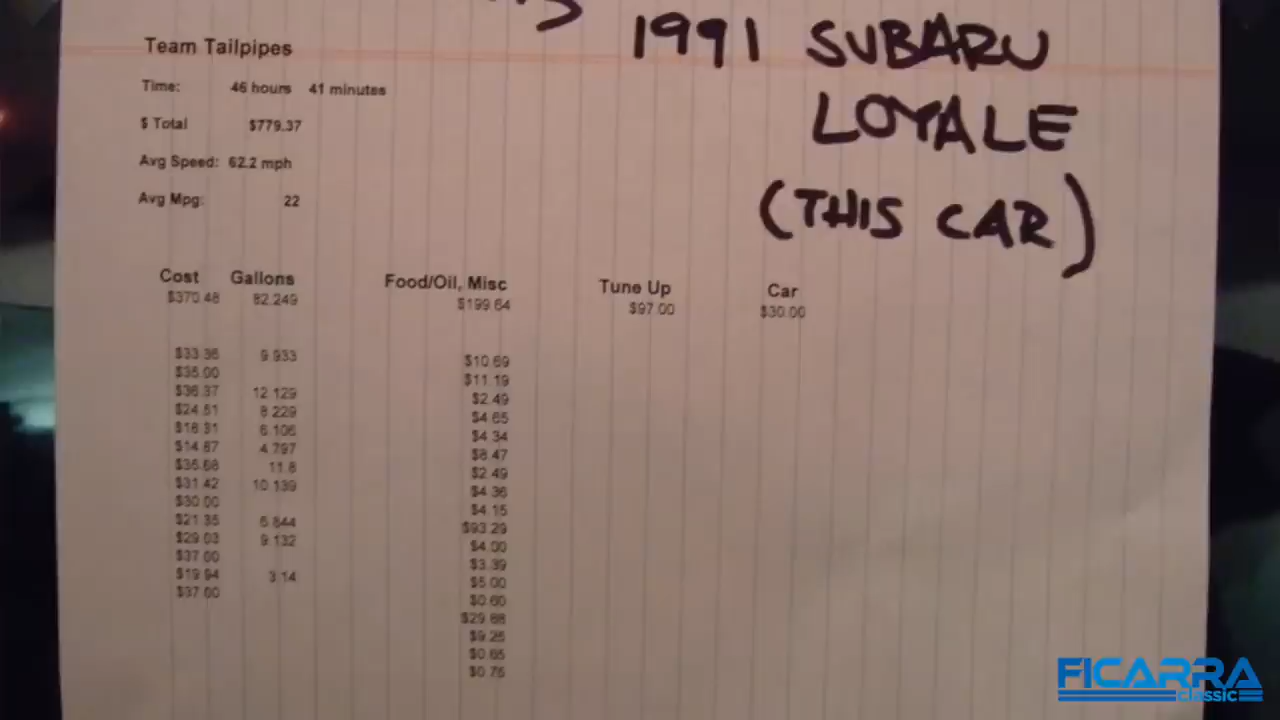 1991 SUBARU
LOYALE
(THIS CAR)
Team Tailpipes
Time: 46 hours 41 minutes
$ Total $779.37
Avg Speed: 62.2 mph
Avg Mpg: 22
Cost Gallons Food/Oil, Misc Tune Up Car
$370.48 82.249 $199.64 $97.00 $30.00
$33.36 9.933 $10.69
$35.00 $11.19
$36.37 12.129 $2.49
$24.51 8.229 $4.65
$18.31 6.106 $4.34
$14.87 4.797 $8.47
$35.68 11.8 $2.49
$31.42 10.139 $4.36
$30.00 $4.15
$21.35 6.844 $93.29
$29.03 9.132 $4.00
$37.00 $3.39
$19.94 3.14 $5.00
$37.00 $0.60
$29.88
$9.25
$0.65
$0.75
FICARRA
classic